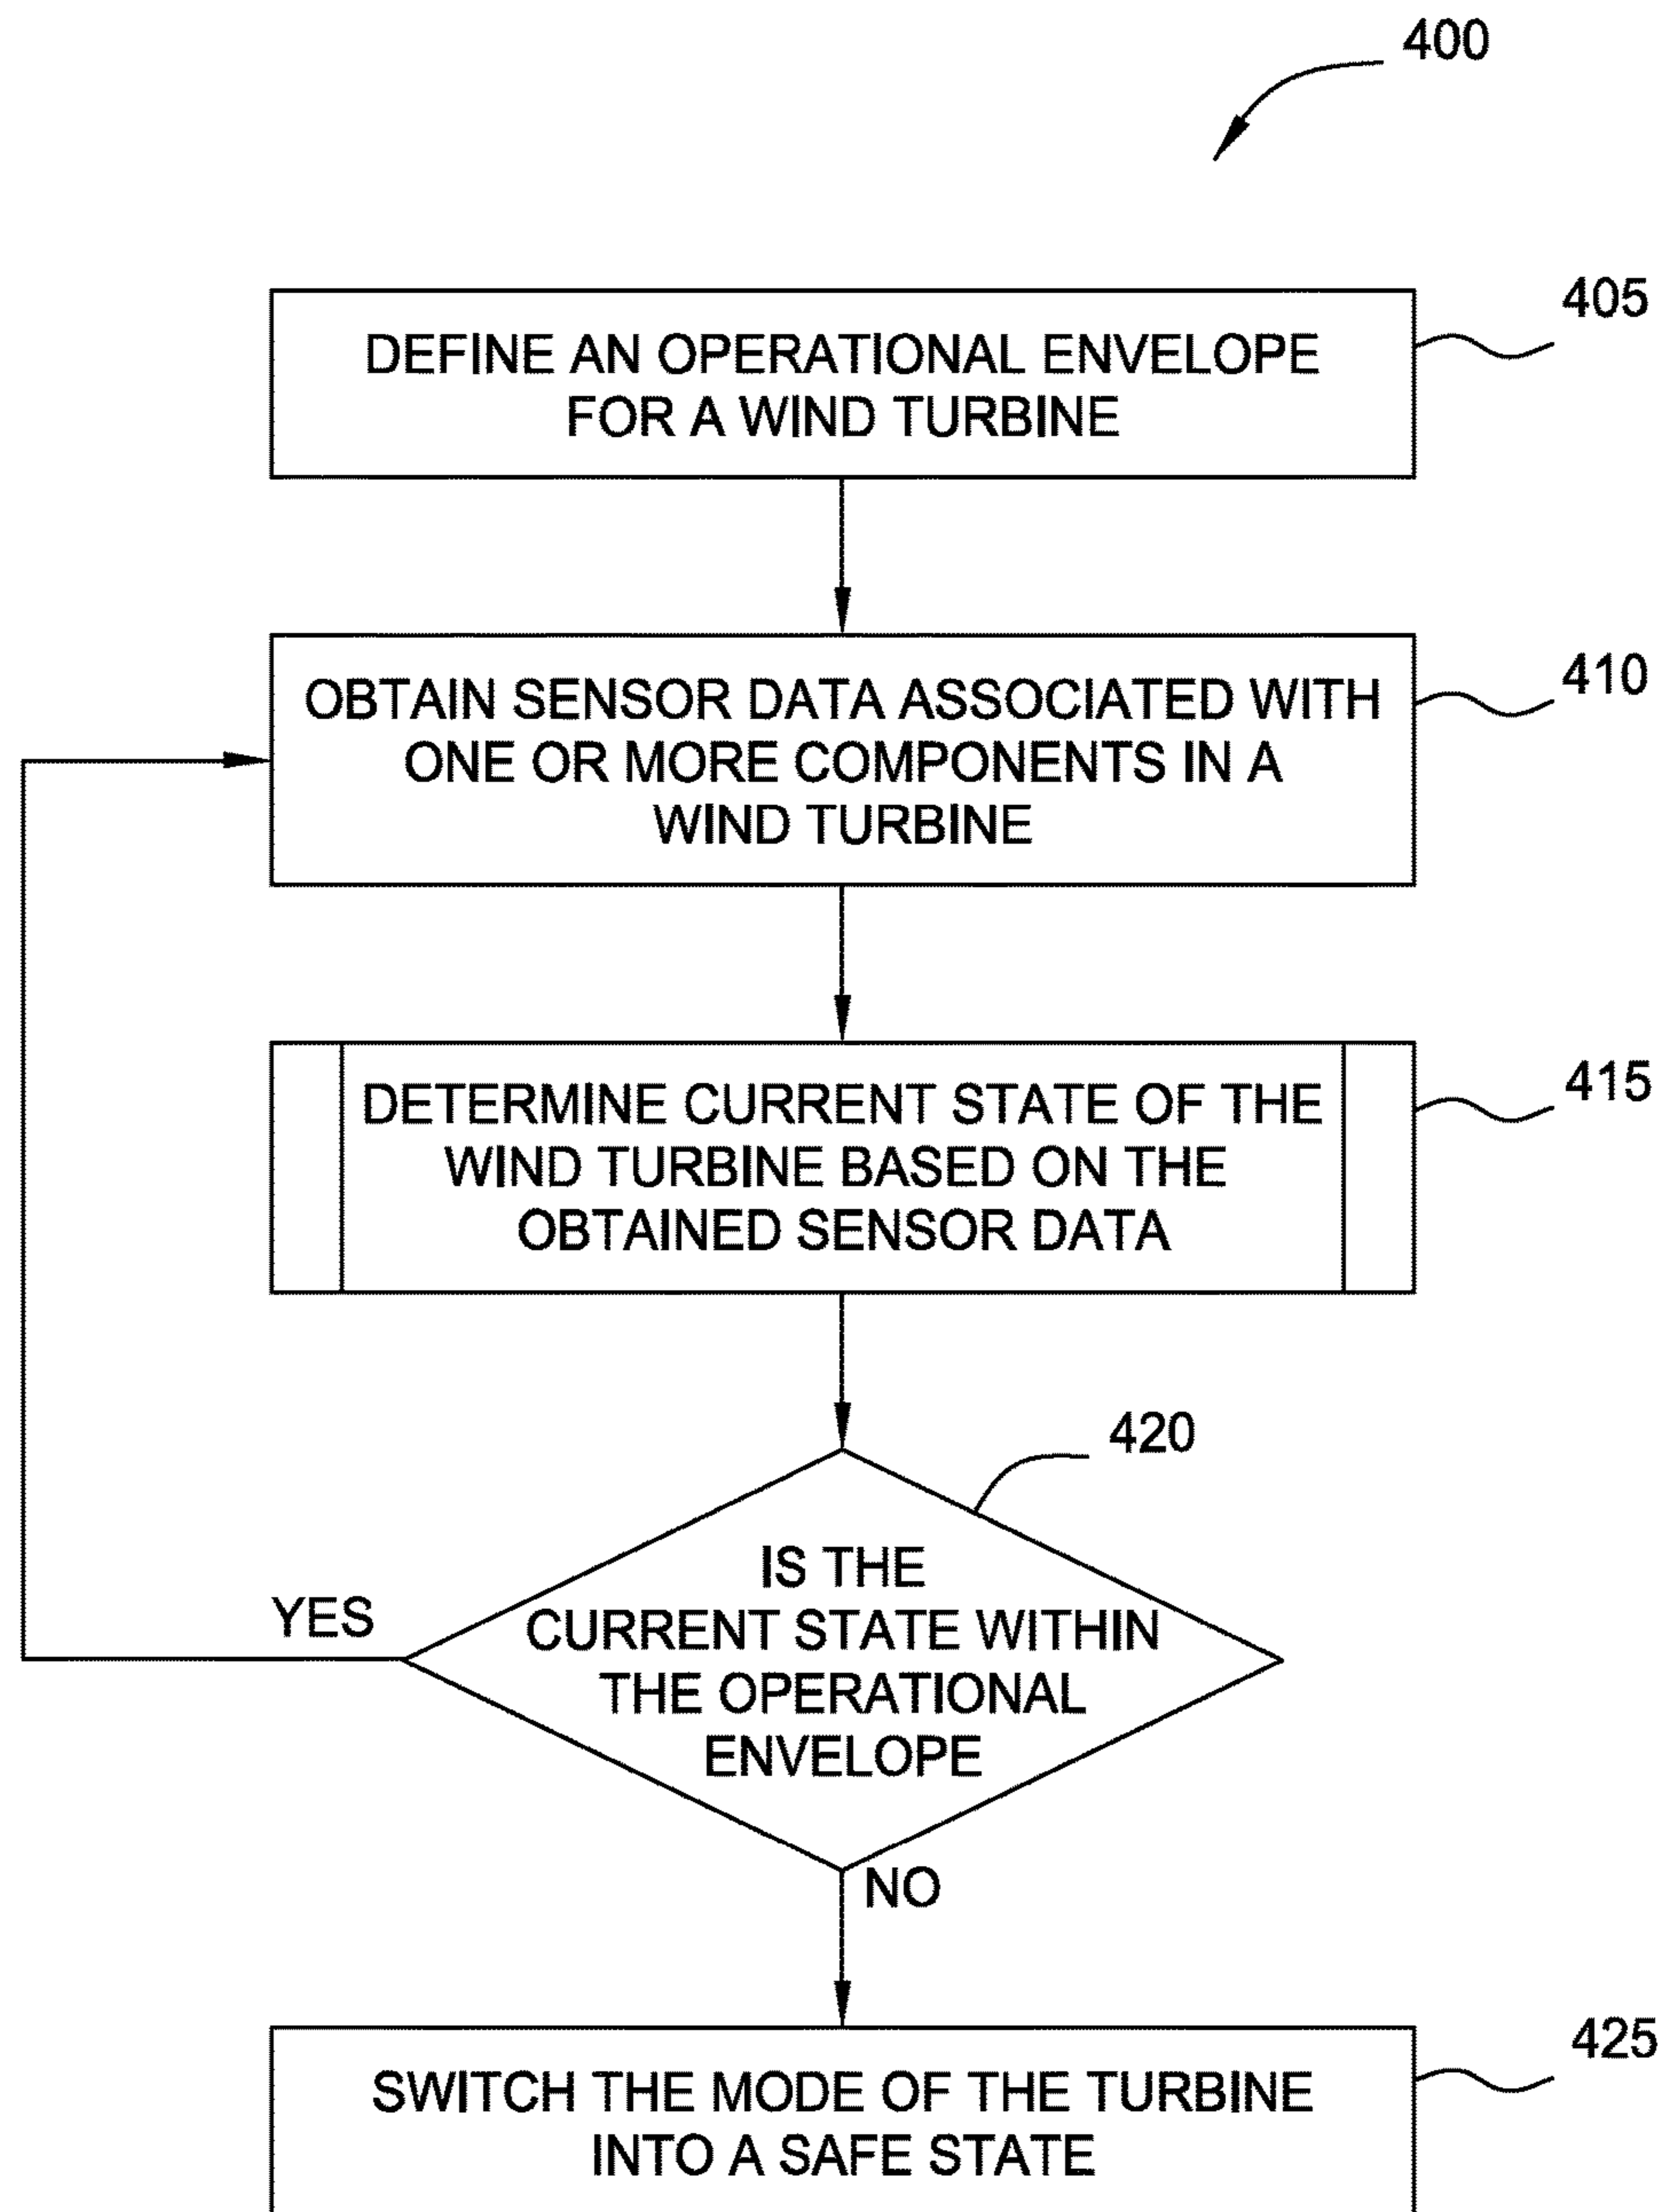 400
405
DEFINE AN OPERATIONAL ENVELOPE
FOR A WIND TURBINE
410
OBTAIN SENSOR DATA ASSOCIATED WITH
ONE OR MORE COMPONENTS IN A
WIND TURBINE
415
DETERMINE CURRENT STATE OF THE
WIND TURBINE BASED ON THE
OBTAINED SENSOR DATA
420
IS THE
CURRENT STATE WITHIN
THE OPERATIONAL
ENVELOPE
YES
NO
425
SWITCH THE MODE OF THE TURBINE
INTO A SAFE STATE